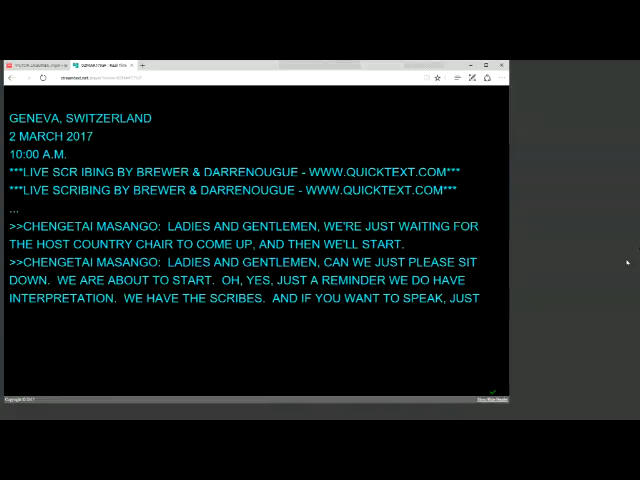 streamtext.net
GENEVA, SWITZERLAND
2 MARCH 2017
10:00 A.M.
***LIVE SCR IBING BY BREWER & DARRENOUGUE - WWW.QUICKTEXT.COM***
***LIVE SCRIBING BY BREWER & DARRENOUGUE - WWW.QUICKTEXT.COM***
...
>>CHENGETAI MASANGO:  LADIES AND GENTLEMEN, WE'RE JUST WAITING FOR
THE HOST COUNTRY CHAIR TO COME UP, AND THEN WE'LL START.
>>CHENGETAI MASANGO:  LADIES AND GENTLEMEN, CAN WE JUST PLEASE SIT
DOWN.  WE ARE ABOUT TO START.  OH, YES, JUST A REMINDER WE DO HAVE
INTERPRETATION.  WE HAVE THE SCRIBES.  AND IF YOU WANT TO SPEAK, JUST
Copyright © 2017